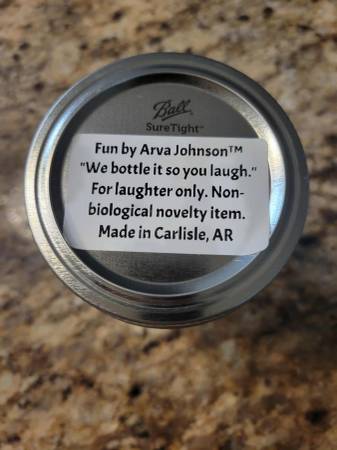 Ball
SureTight™
Fun by Arva Johnson™
"We bottle it so you laugh."
For laughter only. Non-
biological novelty item.
Made in Carlisle, AR